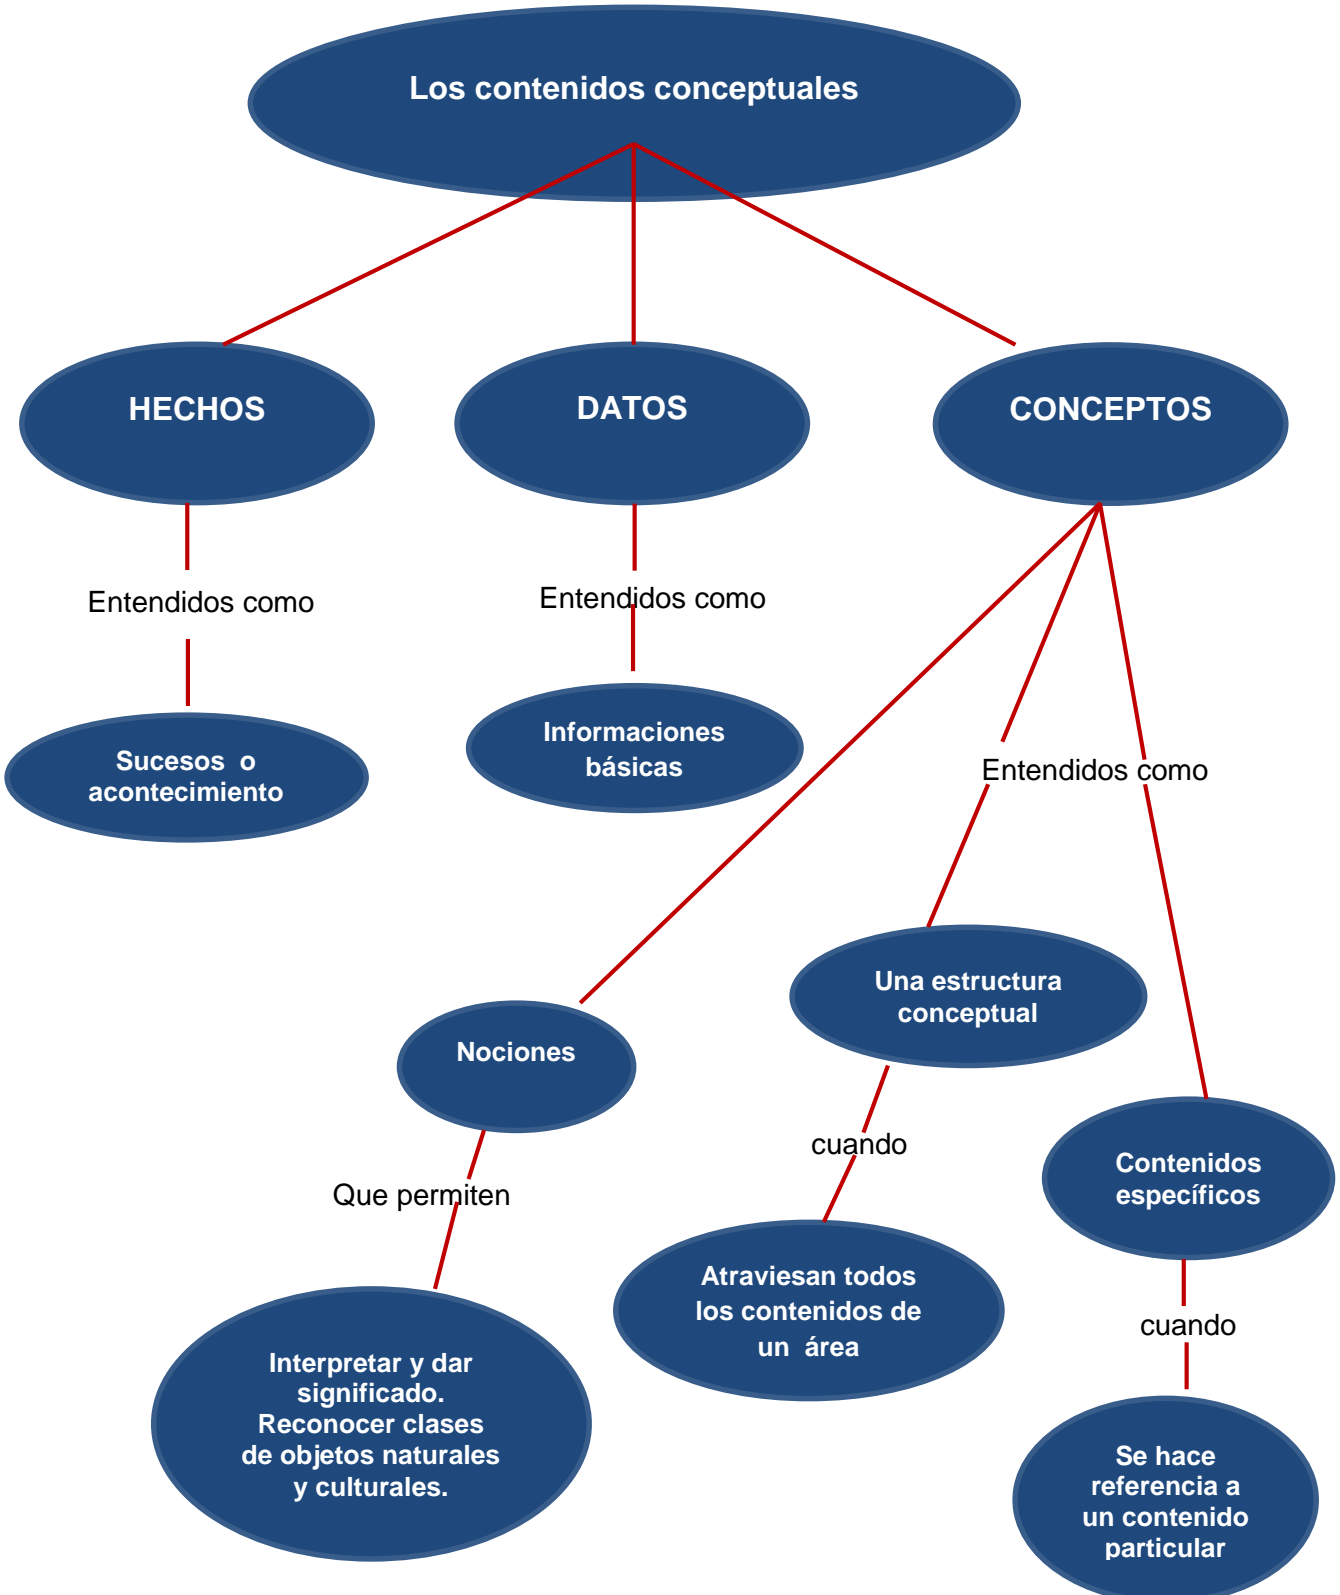 Los contenidos conceptuales
HECHOS
DATOS
CONCEPTOS
Entendidos como
Entendidos como
Sucesos o
acontecimiento
Informaciones
básicas
Entendidos como
Una estructura
conceptual
Nociones
cuando
Contenidos
específicos
Que permiten
Atraviesan todos
los contenidos de
un área
cuando
Interpretar y dar
significado.
Reconocer clases
de objetos naturales
y culturales.
Se hace
referencia a
un contenido
particular